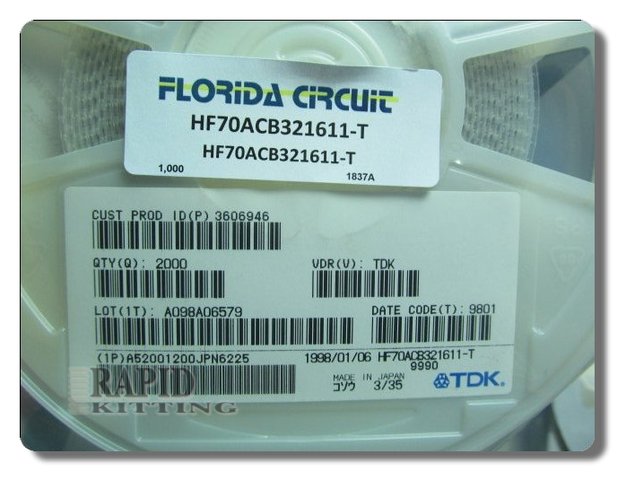 FLORIDA CIRCUIT
HF70ACB321611-T
HF70ACB321611-T
1,000 1837A
CUST PROD ID(P) 3606946
QTY(Q): 2000 VDR(V): TDK
LOT(1T): A098A06579 DATE CODE(T): 9801
(1P)A52001200JPN6225 1998/01/06 HF70ACB321611-T
9990
MADE IN JAPAN
コソウ 3/35 TDK.
RAPID
KITTING